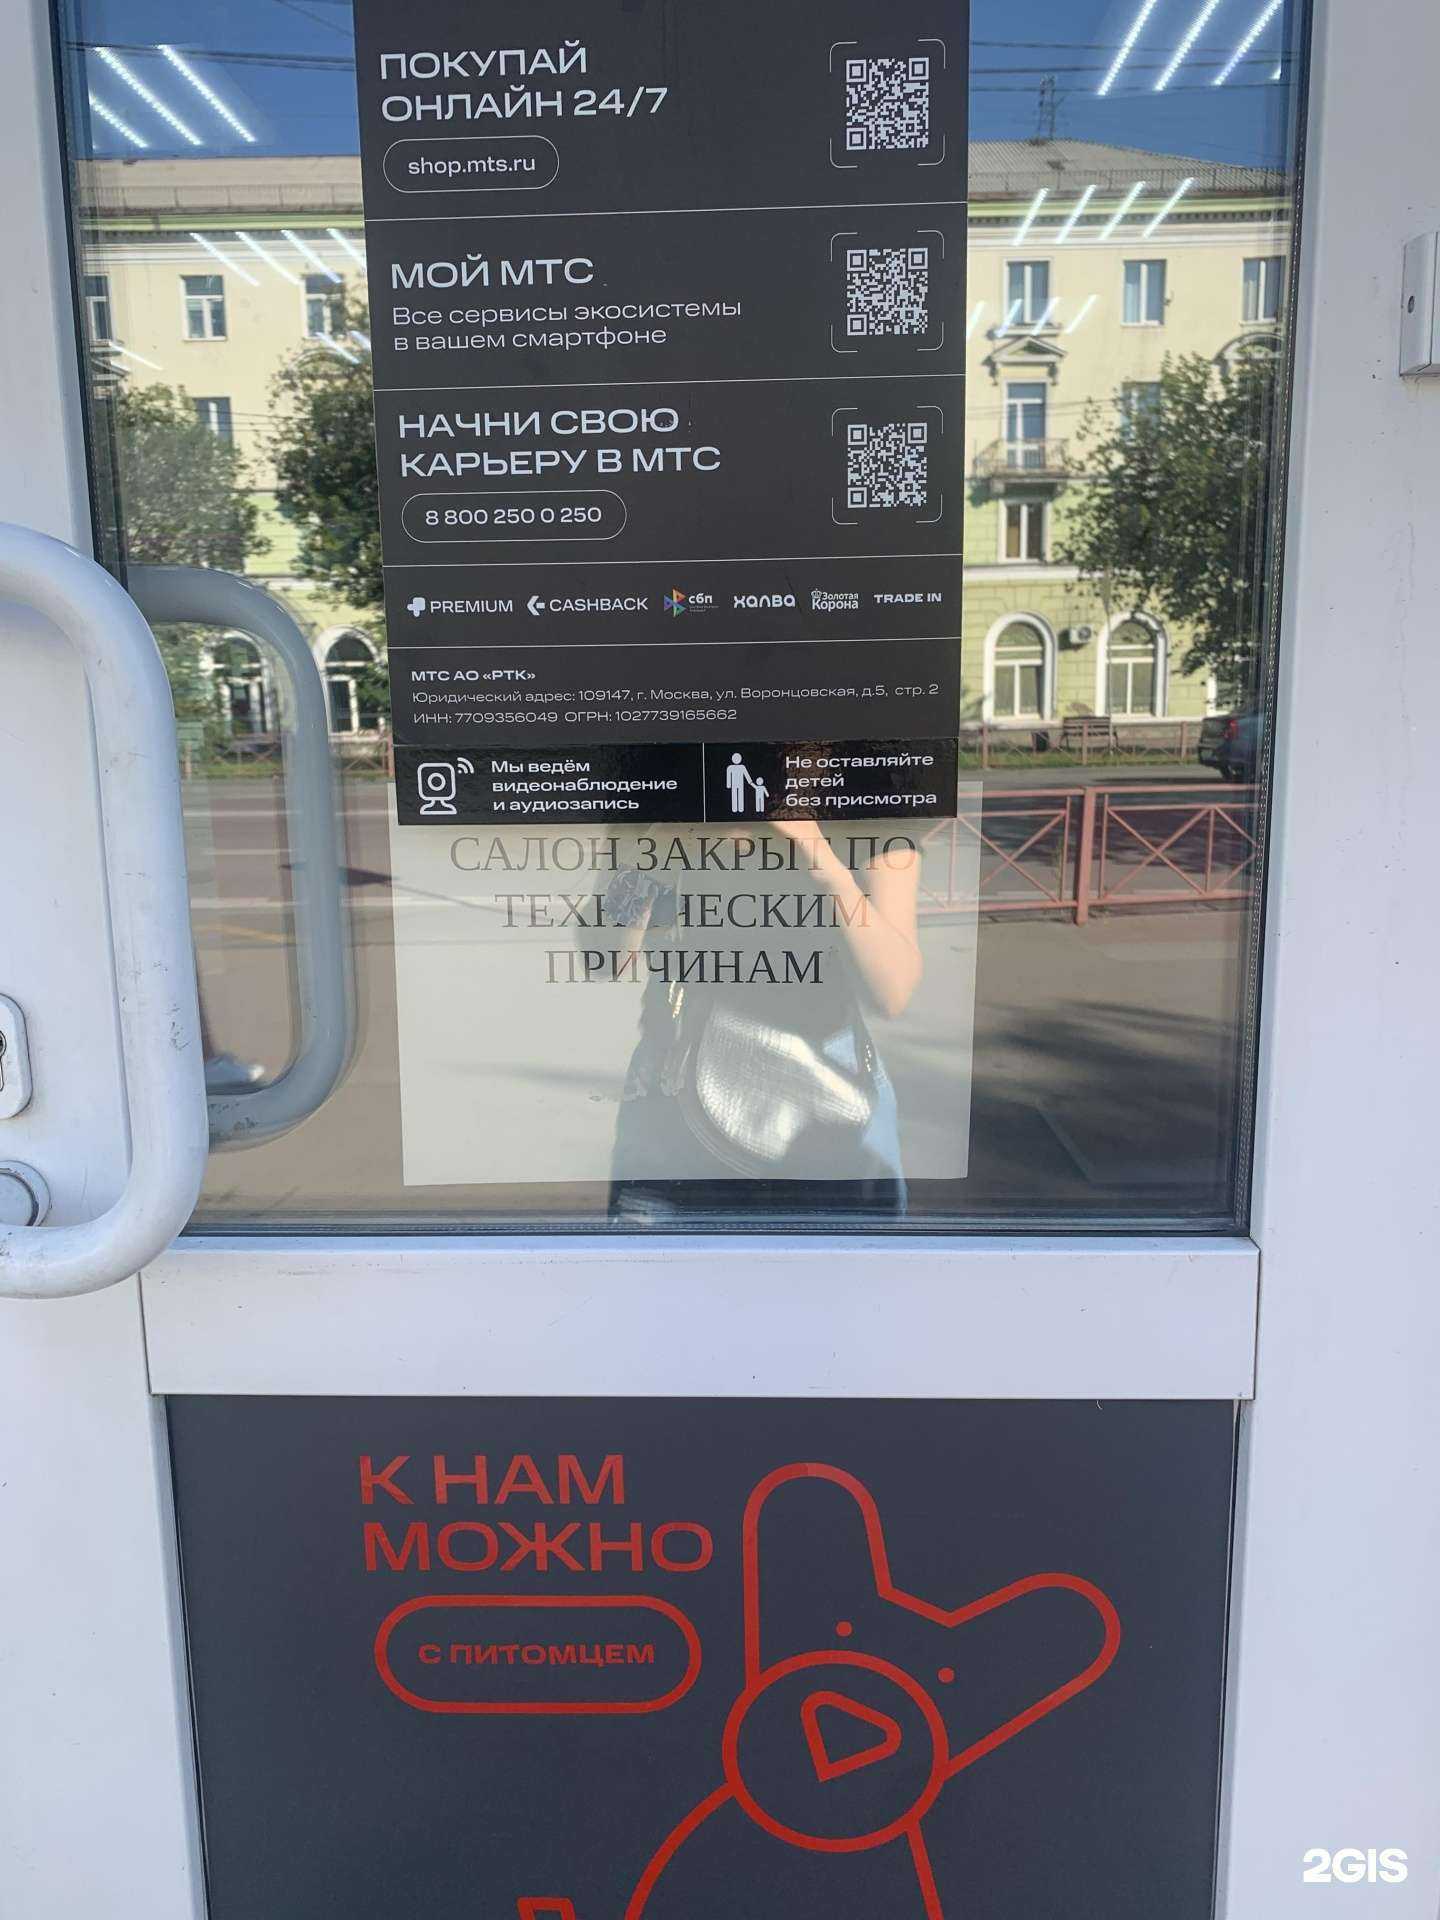 ПОКУПАЙ
ОНЛАЙН 24/7
shop.mts.ru
МОЙ МТС
Все сервисы экосистемы
в вашем смартфоне
НАЧНИ СВОЮ
КАРЬЕРУ В МТС
8 800 250 0 250
PREMIUM CASHBACK сбп ХАЛВА Золотая Корона TRADE IN
МТС АО «РТК»
Юридический адрес: 109147, г. Москва, ул. Воронцовская, д.5, стр. 2
ИНН: 7709356049 ОГРН: 1027739165662
Мы ведём
видеонаблюдение
и аудиозапись
Не оставляйте
детей
без присмотра
САЛОН ЗАКРЫТ ПО
ТЕХНИЧЕСКИМ
ПРИЧИНАМ
К НАМ
МОЖНО
С ПИТОМЦЕМ
2GIS